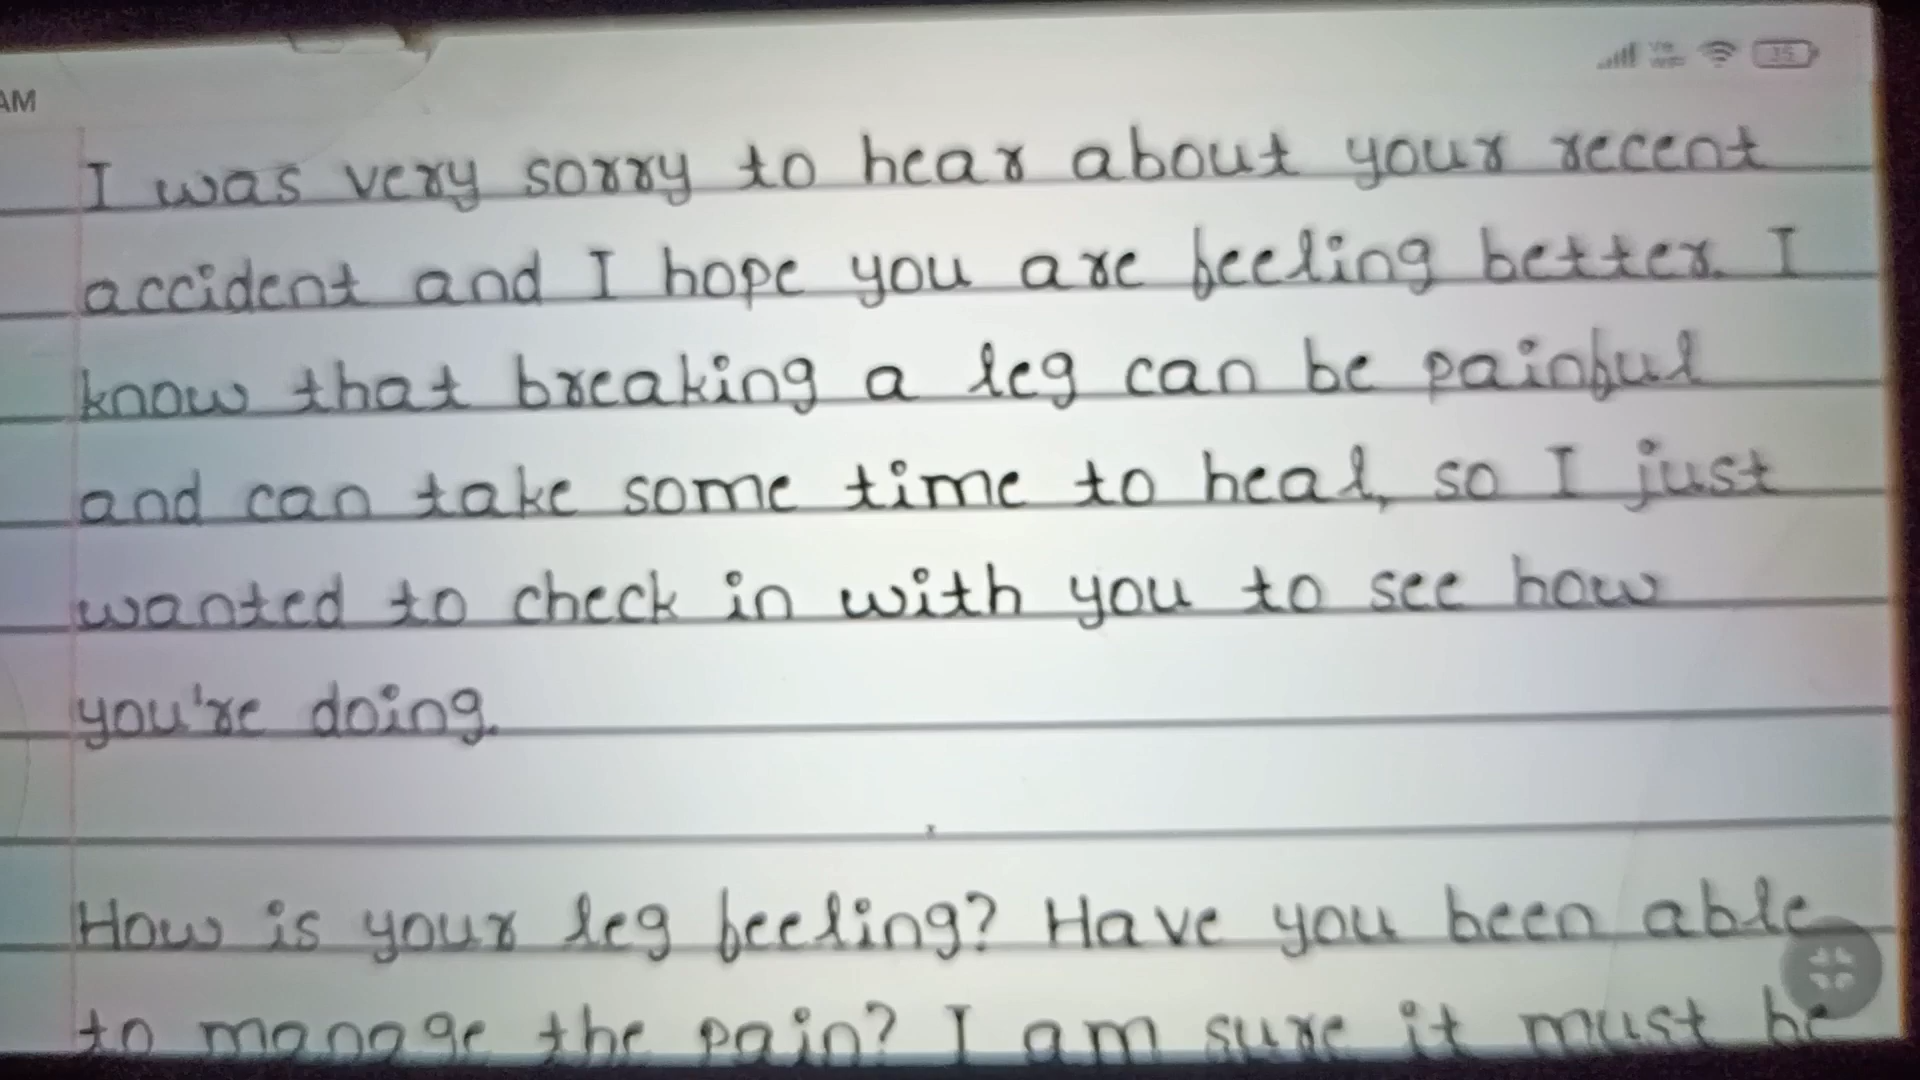 AM
35
I was very sorry to hear about your recent
accident and I hope you are feeling better. I
know that breaking a leg can be painful
and can take some time to heal, so I just
wanted to check in with you to see how
you're doing.
How is your leg feeling? Have you been able
to manage the pain? I am sure it must be